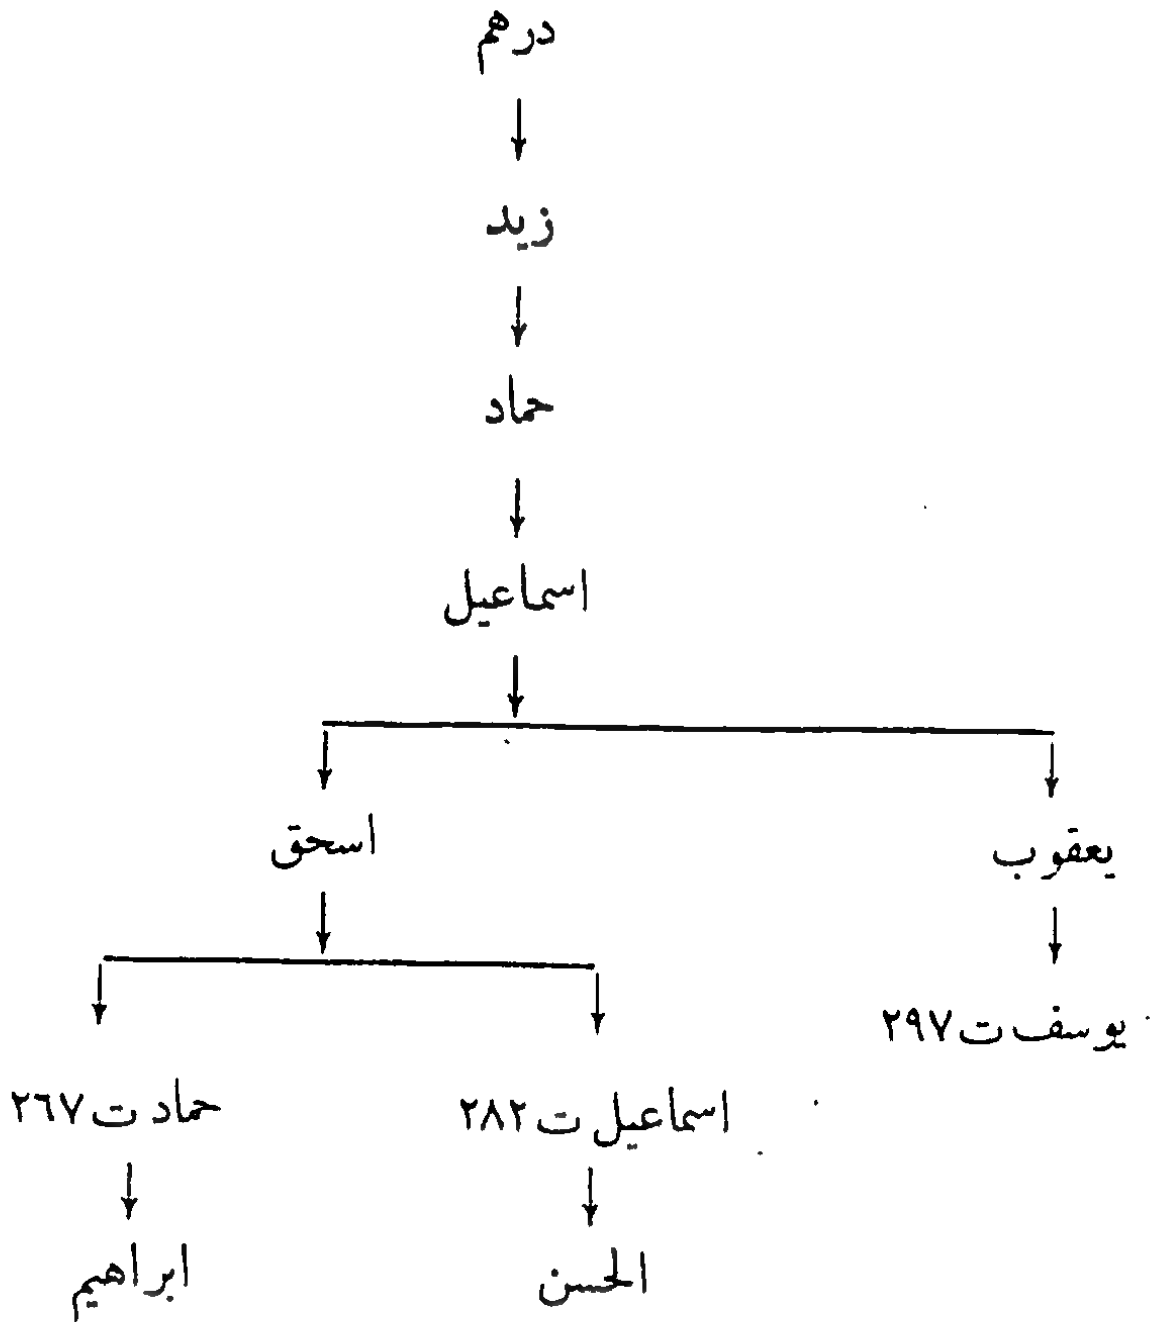 درهم
زيد
حماد
اسماعيل
يعقوب
اسحق
يوسف ت ٢٩٧
اسماعيل ت ٢٨٢
حماد ت ٢٦٧
الحسن
ابراهيم